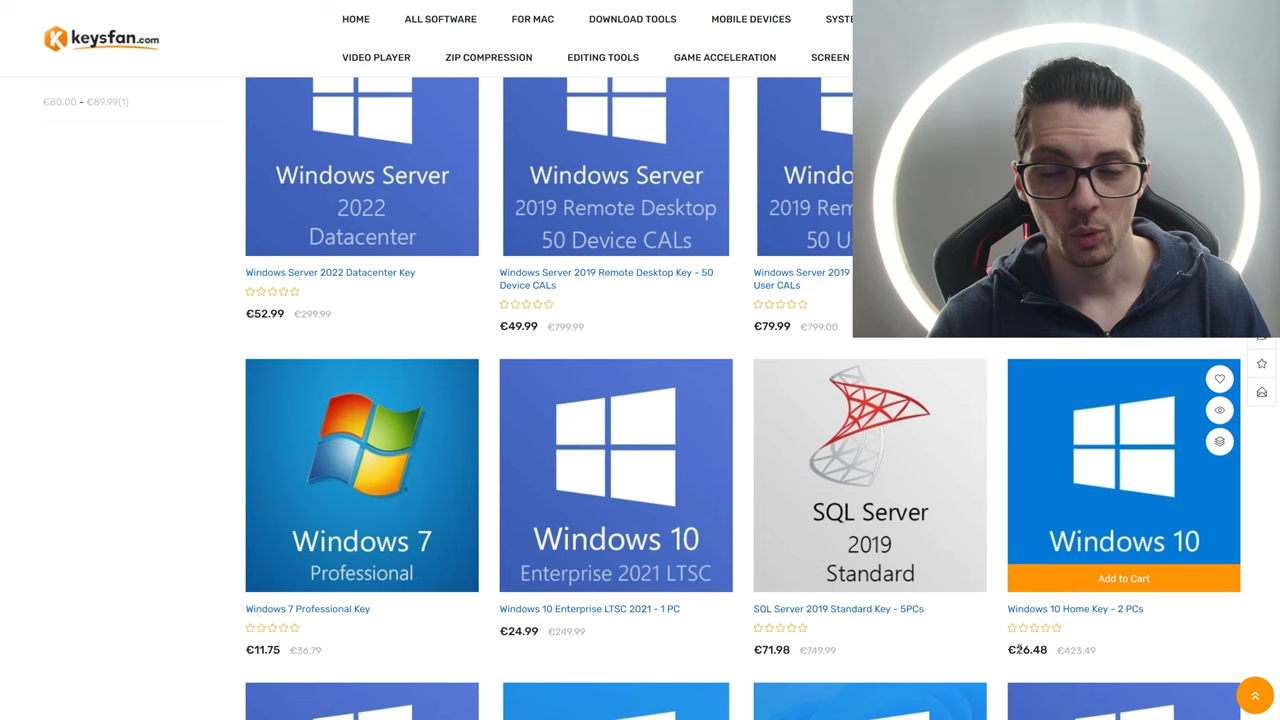 keysfan.com
HOME ALL SOFTWARE FOR MAC DOWNLOAD TOOLS MOBILE DEVICES
VIDEO PLAYER ZIP COMPRESSION EDITING TOOLS GAME ACCELERATION SCREEN
€80.00 - €89.99(1)
Windows Server
2022
Datacenter
Windows Server
2019 Remote Desktop
50 Device CALs
Windows Server 2022 Datacenter Key
€52.99 €299.99
Windows Server 2019 Remote Desktop Key - 50
Device CALs
€49.99 €799.99
Windows Server 2019
User CALs
€79.99 €799.00
Windows 7
Professional
Windows 10
Enterprise 2021 LTSC
SQL Server
2019
Standard
Windows 10
Add to Cart
Windows 7 Professional Key
€11.75 €36.79
Windows 10 Enterprise LTSC 2021 - 1 PC
€24.99 €249.99
SQL Server 2019 Standard Key - 5PCs
€71.98 €749.99
Windows 10 Home Key - 2 PCs
€26.48 €423.49